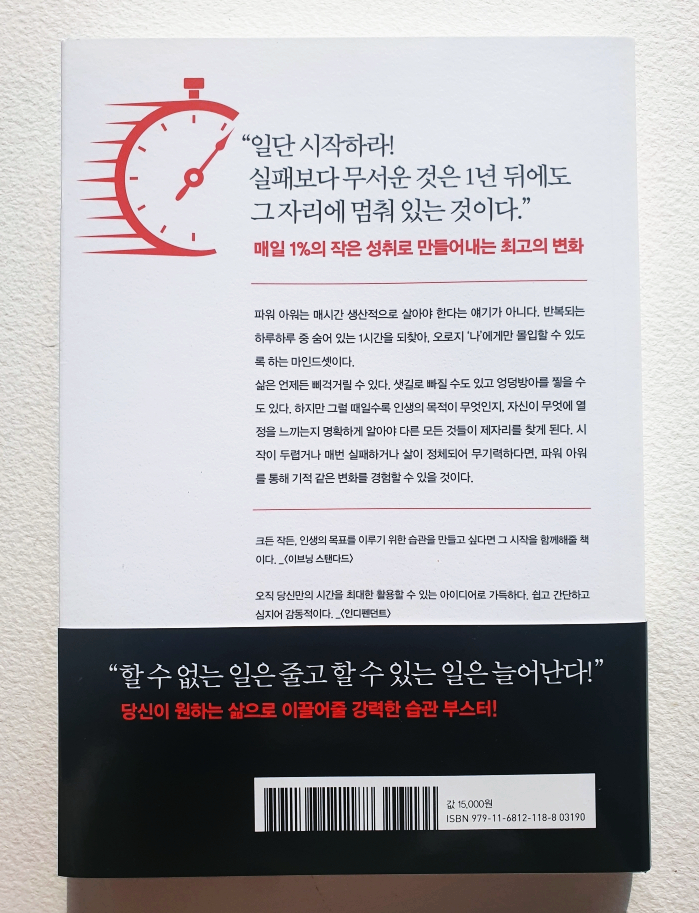 “일단 시작하라!
실패보다 무서운 것은 1년 뒤에도
그 자리에 멈춰 있는 것이다.”
매일 1%의 작은 성취로 만들어내는 최고의 변화
파워 아워는 매시간 생산적으로 살아야 한다는 얘기가 아니다. 반복되는
하루하루 중 숨어 있는 1시간을 되찾아, 오로지 ‘나’에게만 몰입할 수 있도
록 하는 마인드셋이다.
삶은 언제든 삐걱거릴 수 있다. 샛길로 빠질 수도 있고 엉덩방아를 찧을 수
도 있다. 하지만 그럴 때일수록 인생의 목적이 무엇인지, 자신이 무엇에 열
정을 느끼는지 명확하게 알아야 다른 모든 것들이 제자리를 찾게 된다. 시
작이 두렵거나 매번 실패하거나 삶이 정체되어 무기력하다면, 파워 아워
를 통해 기적 같은 변화를 경험할 수 있을 것이다.
크든 작든, 인생의 목표를 이루기 위한 습관을 만들고 싶다면 그 시작을 함께해줄 책
이다. _〈이브닝 스탠다드〉
오직 당신만의 시간을 최대한 활용할 수 있는 아이디어로 가득하다. 쉽고 간단하고
심지어 감동적이다. _〈인디펜던트〉
“할 수 없는 일은 줄고 할 수 있는 일은 늘어난다!”
당신이 원하는 삶으로 이끌어줄 강력한 습관 부스터!
값 15,000원
ISBN 979-11-6812-118-8 03190